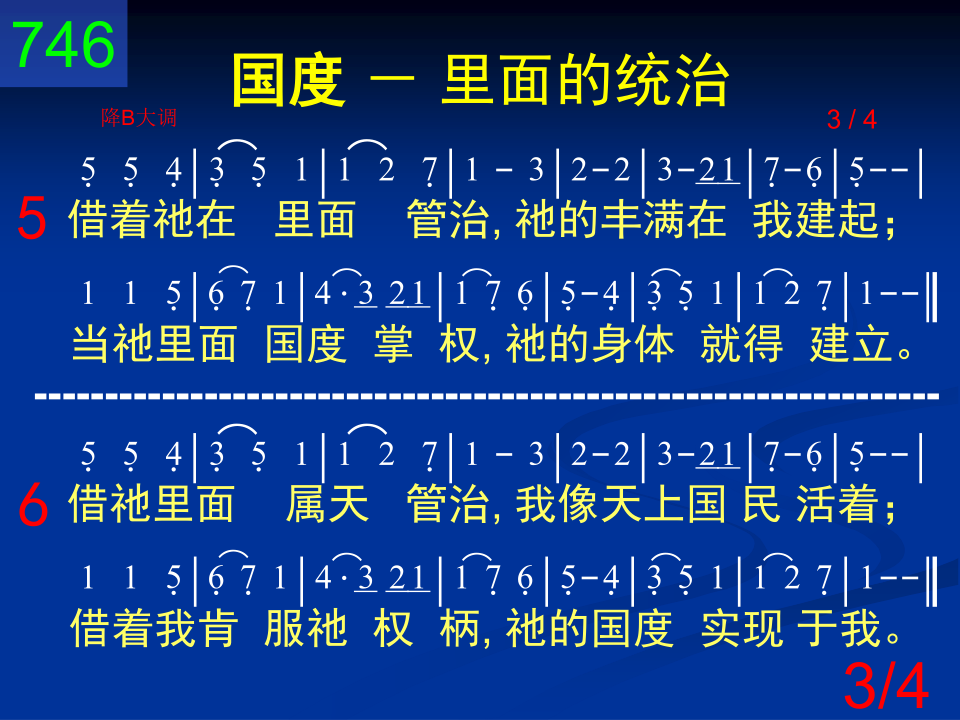 746
国度 － 里面的统治
降B大调
3 / 4
5̣ 5̣ 4̣|3̣ 5̣ 1|1 2 7̣|1 - 3|2-2|3-21|7̣-6̣|5̣--|
5 借着祂在 里面 管治, 祂的丰满在 我建起；
1 1 5̣|6̣ 7̣ 1|4·3 21|1 7̣ 6̣|5̣-4̣|3̣ 5̣ 1|1 2 7̣|1--‖
当祂里面 国度 掌 权, 祂的身体 就得 建立。
5̣ 5̣ 4̣|3̣ 5̣ 1|1 2 7̣|1 - 3|2-2|3-21|7̣-6̣|5̣--|
6 借祂里面 属天 管治, 我像天上国 民 活着；
1 1 5̣|6̣ 7̣ 1|4·3 21|1 7̣ 6̣|5̣-4̣|3̣ 5̣ 1|1 2 7̣|1--‖
借着我肯 服祂 权 柄, 祂的国度 实现 于我。
3/4